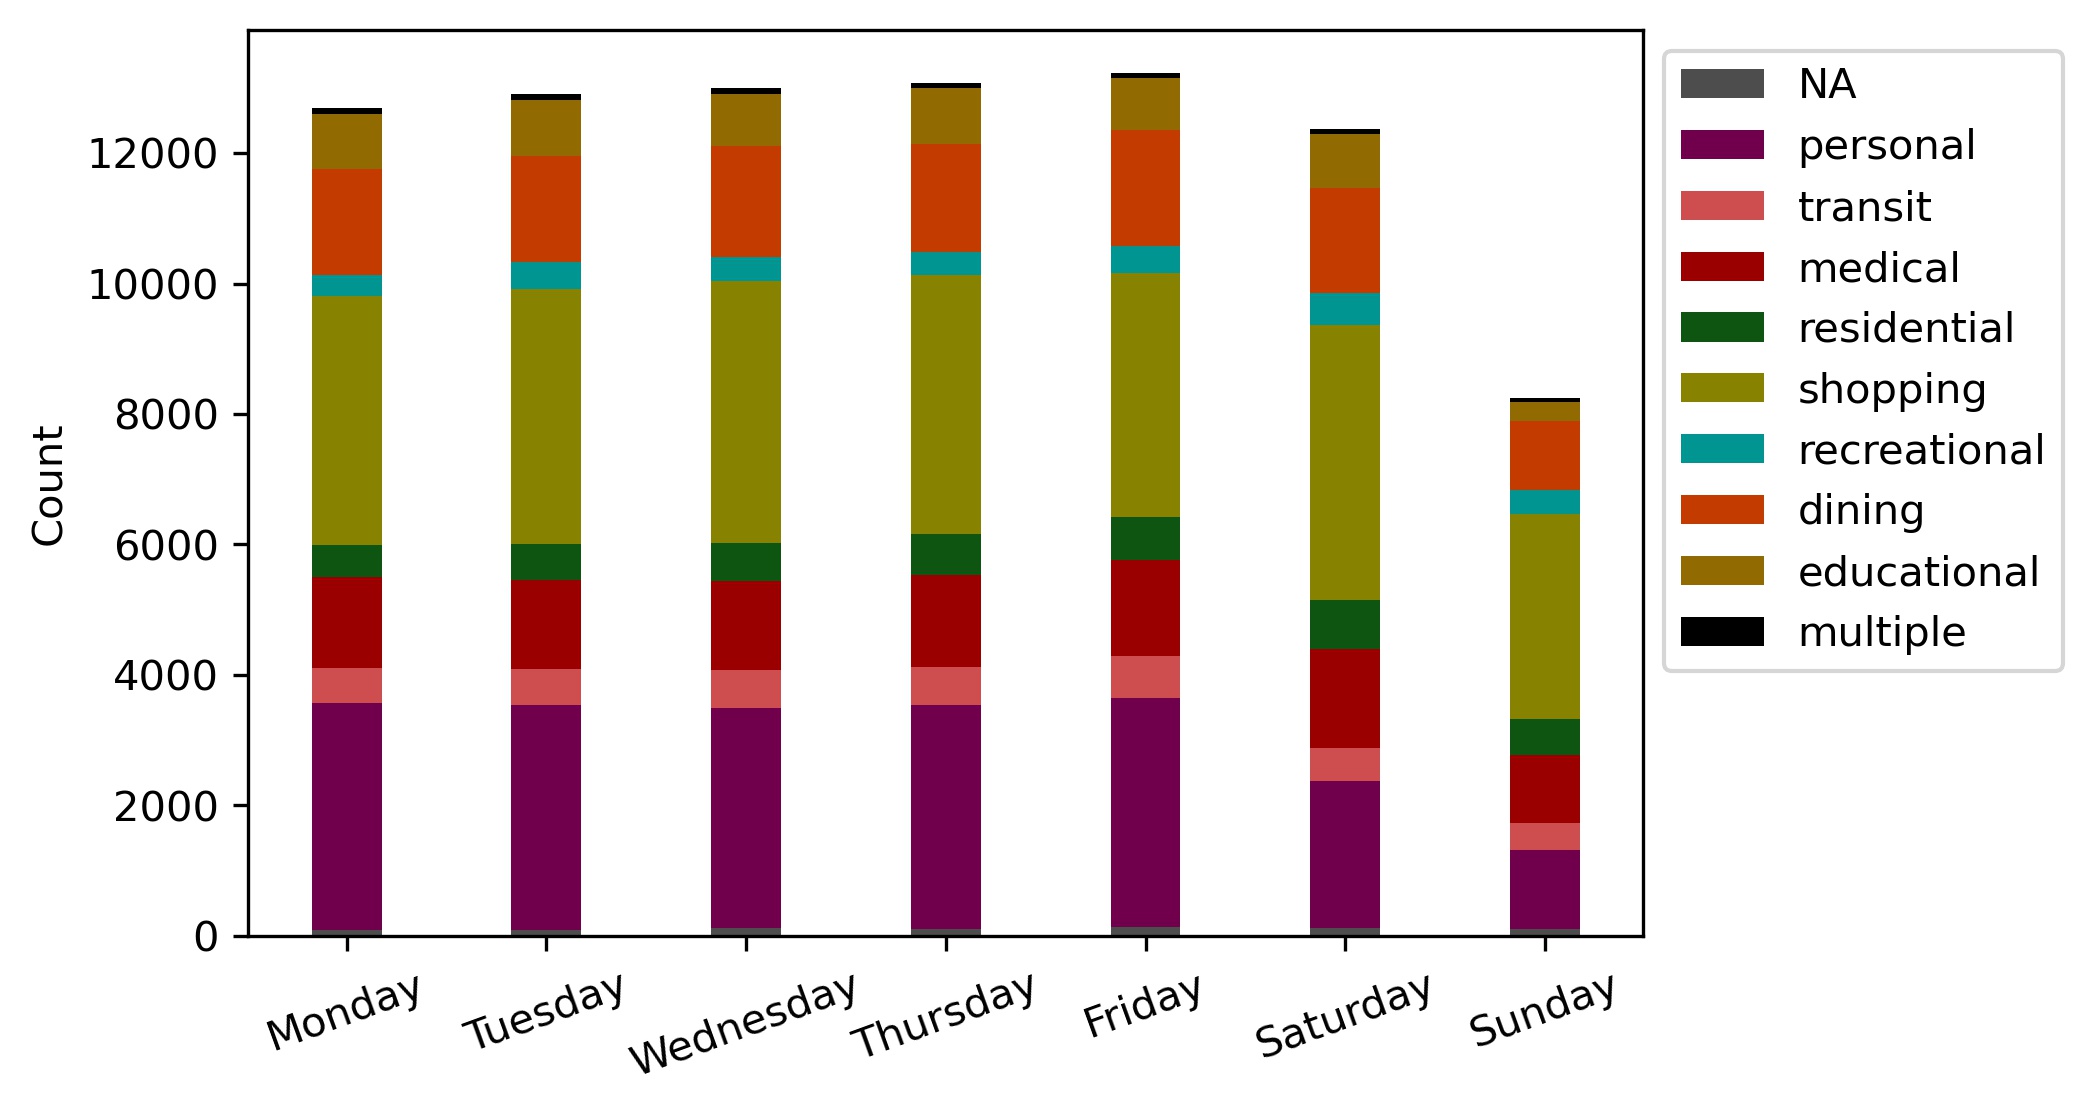 Count
12000
10000
8000
6000
4000
2000
0
Monday
Tuesday
Wednesday
Thursday
Friday
Saturday
Sunday
NA
personal
transit
medical
residential
shopping
recreational
dining
educational
multiple